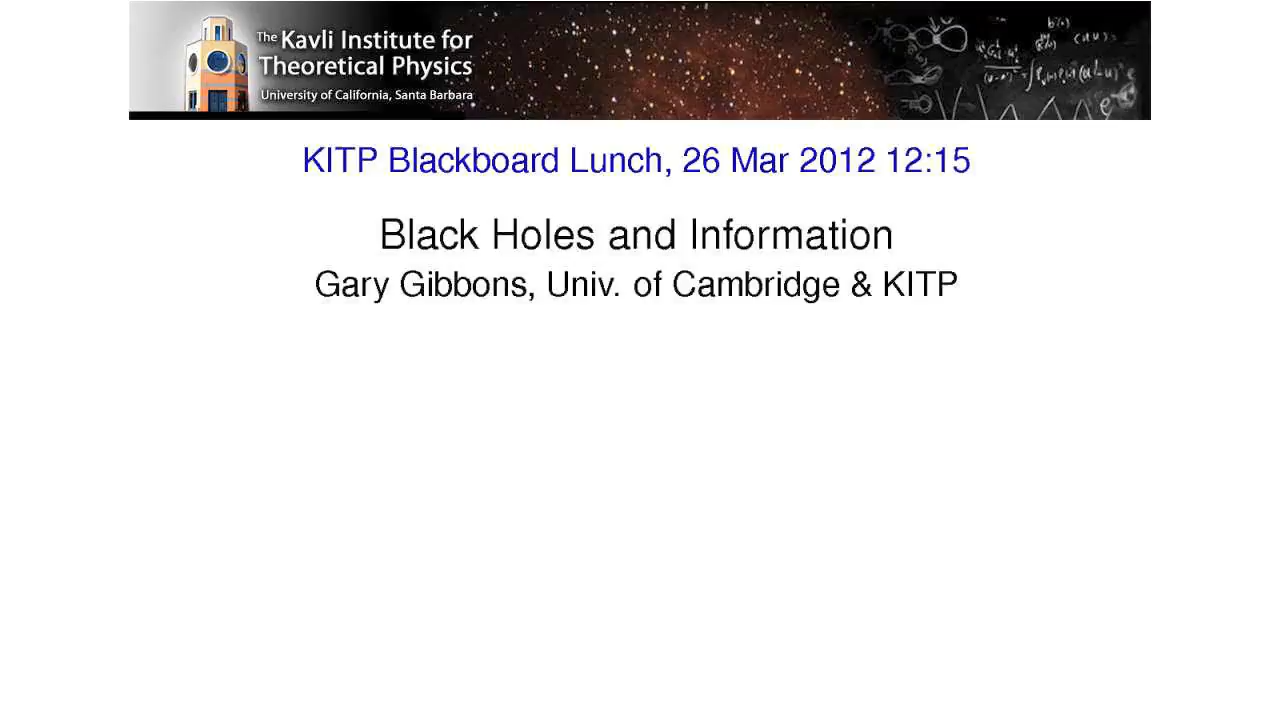 The Kavli Institute for
Theoretical Physics
University of California, Santa Barbara
KITP Blackboard Lunch, 26 Mar 2012 12:15
Black Holes and Information
Gary Gibbons, Univ. of Cambridge & KITP